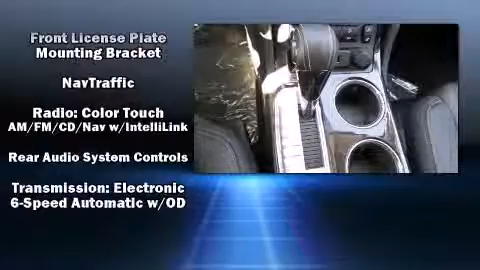 Front License Plate
Mounting Bracket
NavTraffic
Radio: Color Touch
AM/FM/CD/Nav w/IntelliLink
Rear Audio System Controls
Transmission: Electronic
6-Speed Automatic w/OD